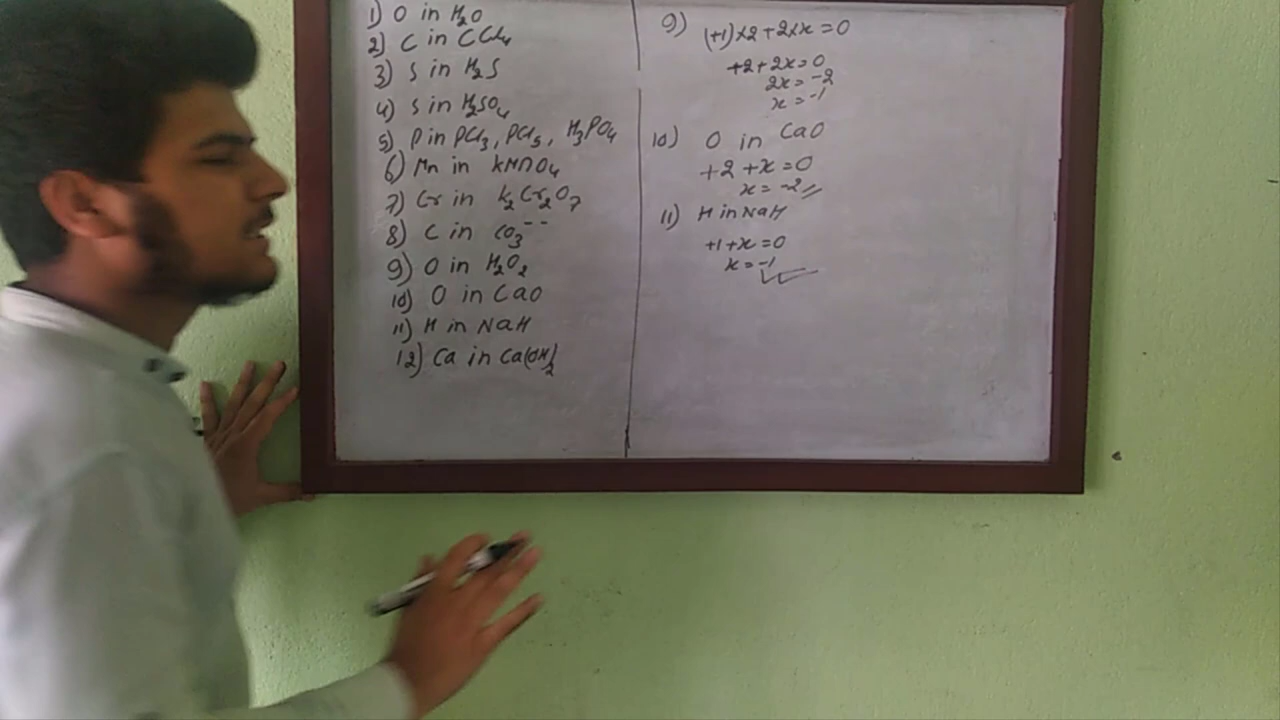 1) O in H₂O
2) C in CCl₄
3) S in H₂S
4) S in H₂SO₄
5) P in PCl₃, PCl₅, H₃PO₄
6) Mn in KMnO₄
7) Cr in K₂Cr₂O₇
8) C in CO₃⁻⁻
9) O in H₂O₂
10) O in CaO
11) H in NaH
12) Ca in Ca(OH)₂
9) (+1)×2+2×x=0
+2+2x=0
2x=-2
x=-1
10) O in CaO
+2+x=0
x=-2
11) H in NaH
+1+x=0
x=-1